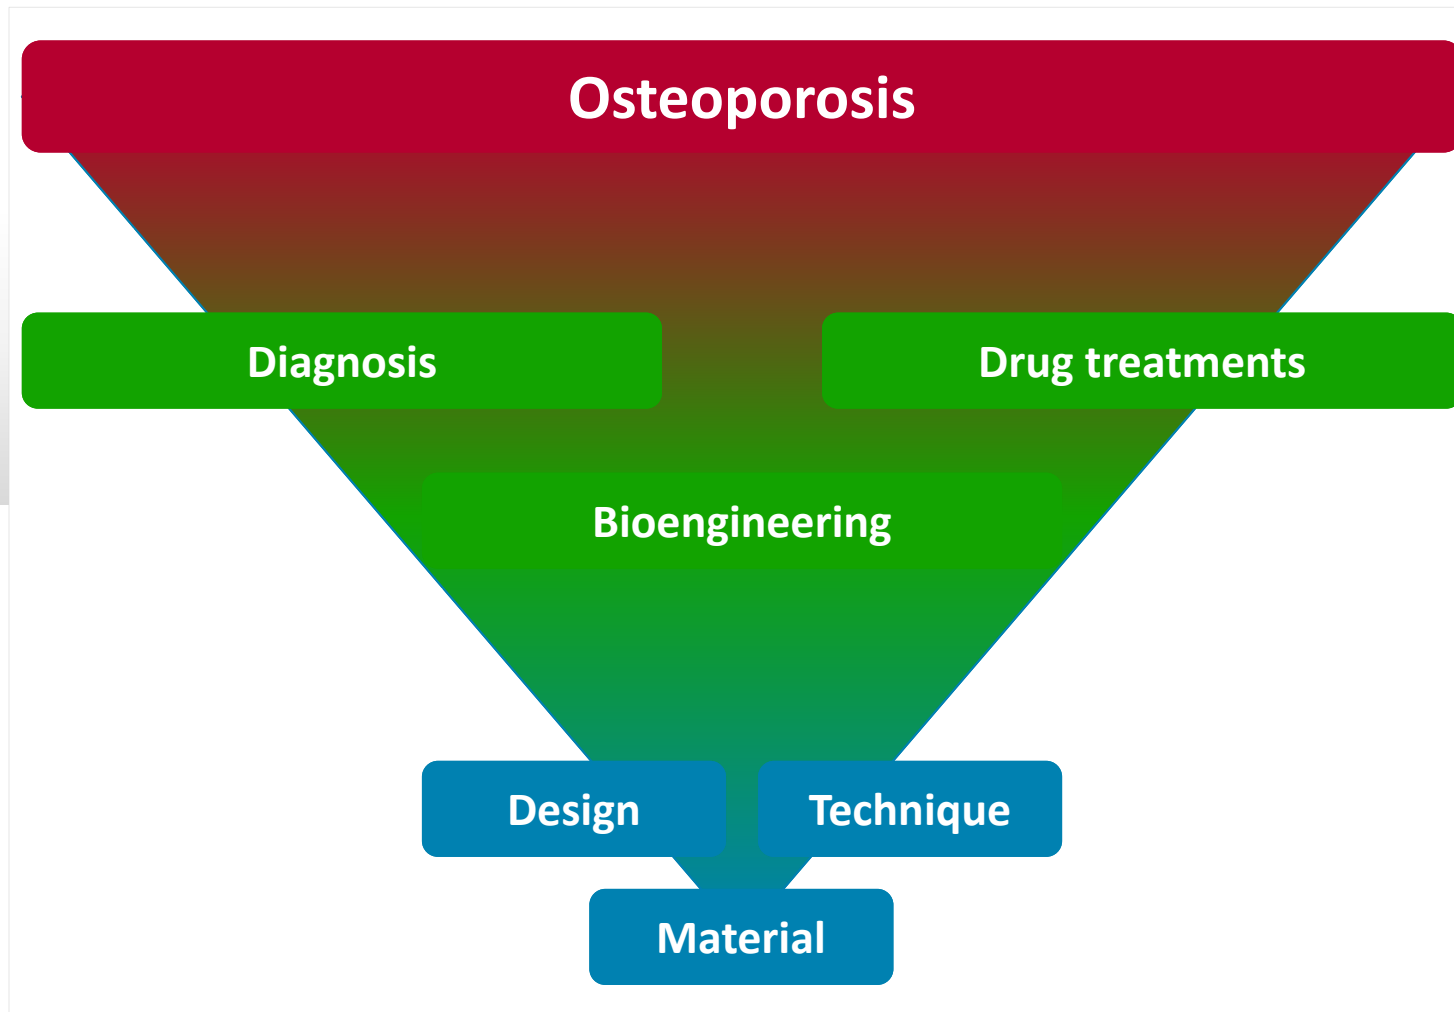 Osteoporosis
Diagnosis
Drug treatments
Bioengineering
Design
Technique
Material